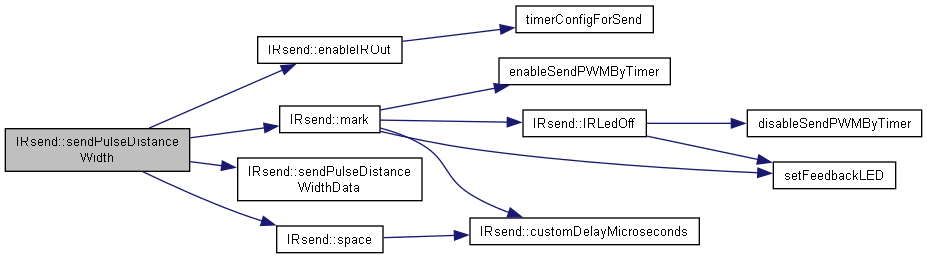 IRsend::sendPulseDistance
Width
IRsend::enableIROut
timerConfigForSend
IRsend::mark
enableSendPWMByTimer
IRsend::IRLedOff
disableSendPWMByTimer
setFeedbackLED
IRsend::sendPulseDistance
WidthData
IRsend::space
IRsend::customDelayMicroseconds